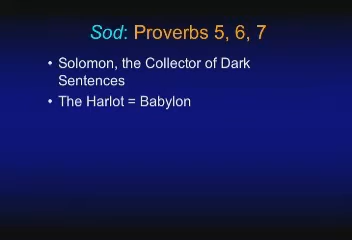 Sod: Proverbs 5, 6, 7
• Solomon, the Collector of Dark
Sentences
• The Harlot = Babylon